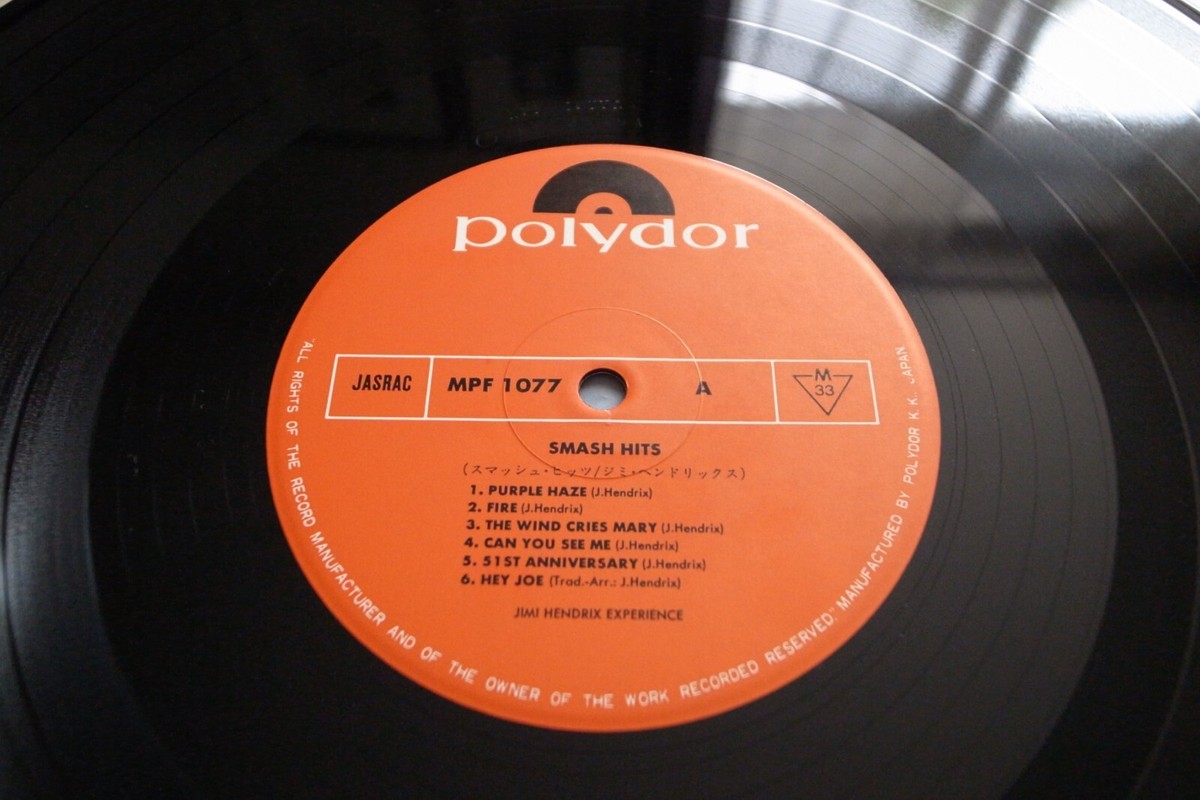 polydor
JASRAC MPF 1077 A M 33
SMASH HITS
(スマッシュ・ヒッツ/ジミ・ヘンドリックス)
1. PURPLE HAZE (J.Hendrix)
2. FIRE (J.Hendrix)
3. THE WIND CRIES MARY (J.Hendrix)
4. CAN YOU SEE ME (J.Hendrix)
5. 51ST ANNIVERSARY (J.Hendrix)
6. HEY JOE (Trad.-Arr.: J.Hendrix)
JIMI HENDRIX EXPERIENCE
"ALL RIGHTS OF THE RECORD MANUFACTURER AND OF THE OWNER OF THE WORK RECORDED RESERVED." MANUFACTURED BY POLYDOR K.K., JAPAN